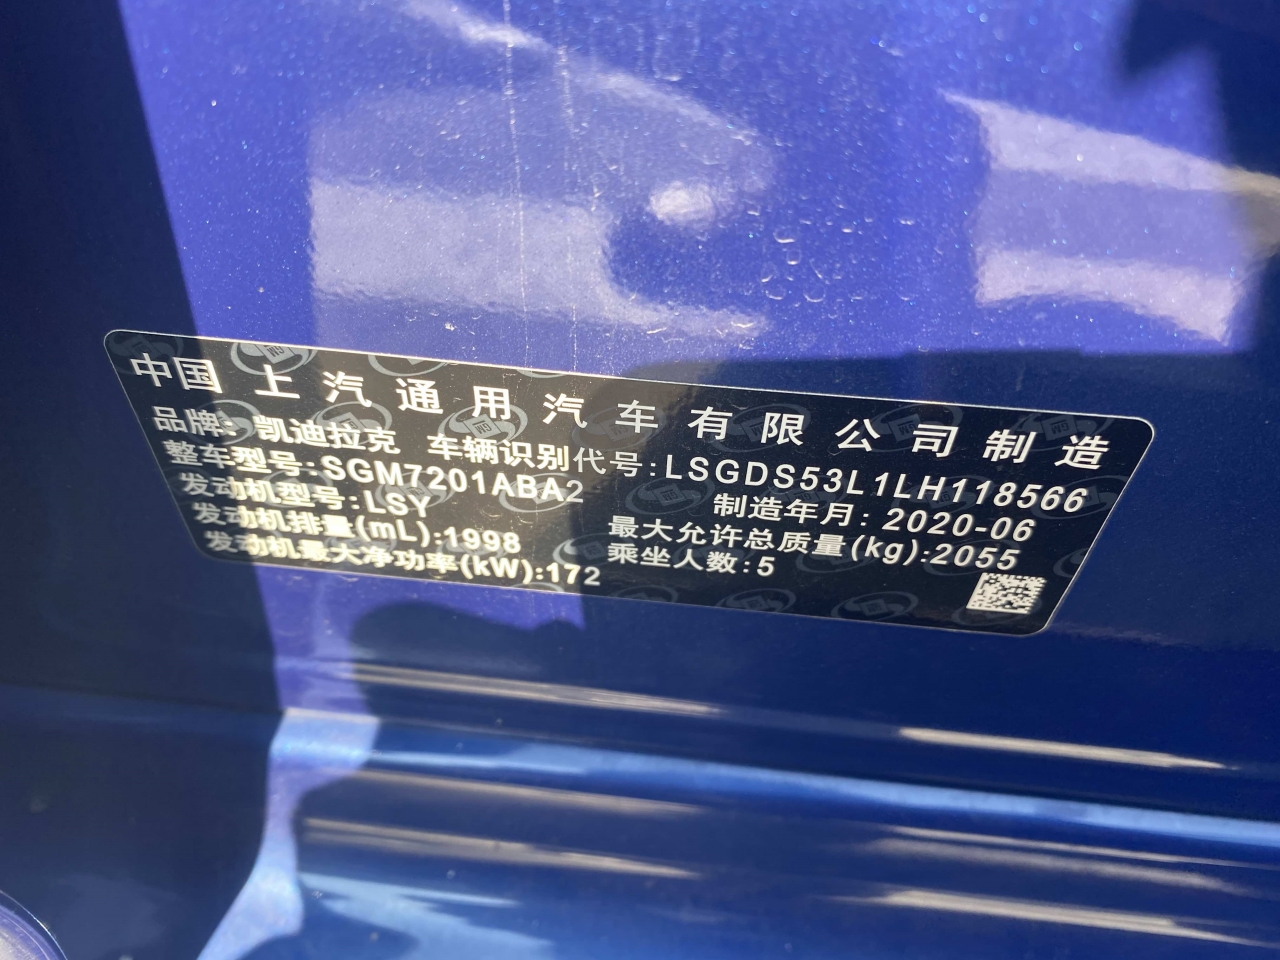 中国 上汽通用汽车有限公司制造
品牌: 凯迪拉克 车辆识别代号:LSGDS53L1LH118566
整车型号:SGM7201ABA2 制造年月: 2020-06
发动机型号:LSY 最大允许总质量(kg):2055
发动机排量(mL):1998 乘坐人数:5
发动机最大净功率(kW):172